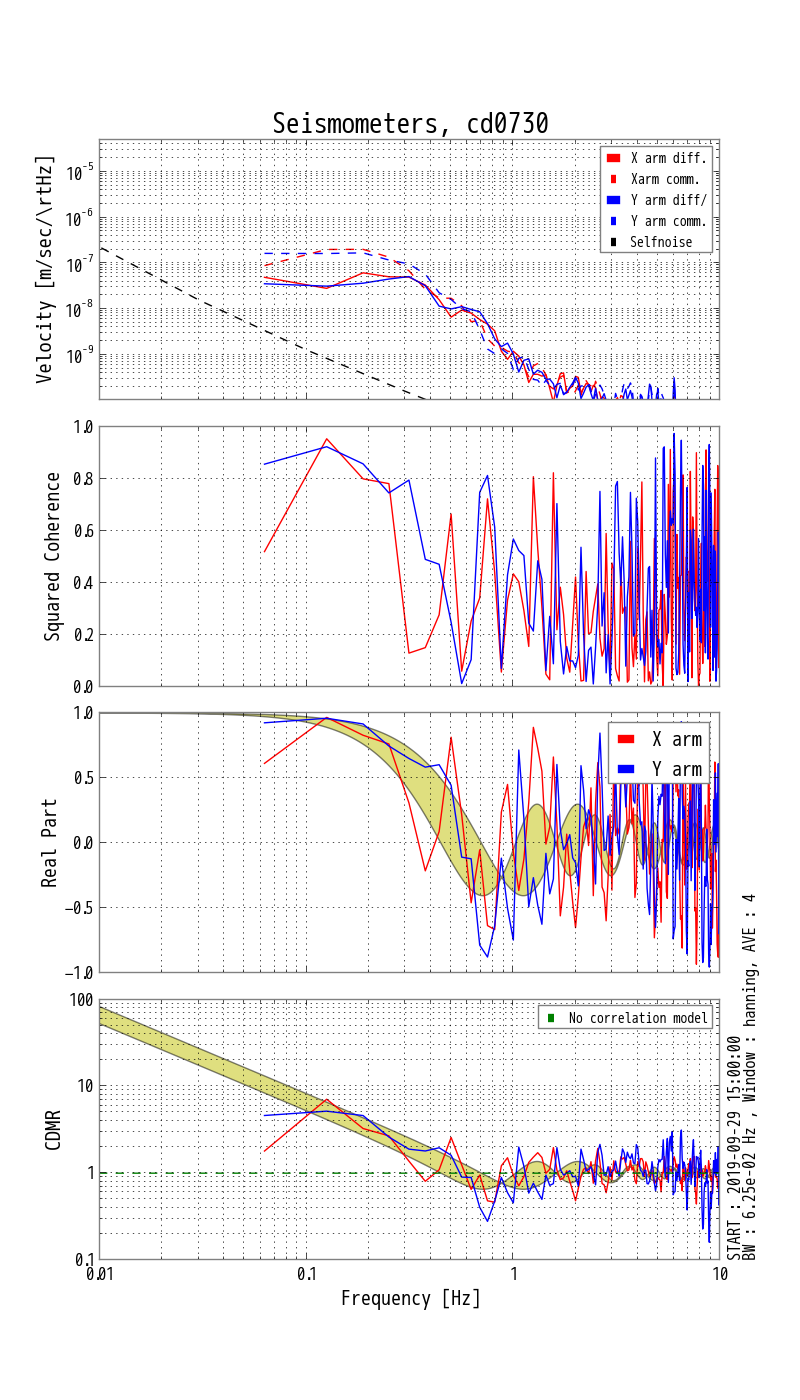 Seismometers, cd0730
Velocity [m/sec/\rtHz]
10^-5
10^-6
10^-7
10^-8
10^-9
X arm diff.
Xarm comm.
Y arm diff/
Y arm comm.
Selfnoise
Squared Coherence
1.0
0.8
0.6
0.4
0.2
0.0
Real Part
1.0
0.5
0.0
−0.5
−1.0
X arm
Y arm
CDMR
100
10
1
0.1
No correlation model
0.01
0.1
1
10
Frequency [Hz]
START : 2019-09-29 15:00:00
BW : 6.25e-02 Hz , Window : hanning, AVE : 4